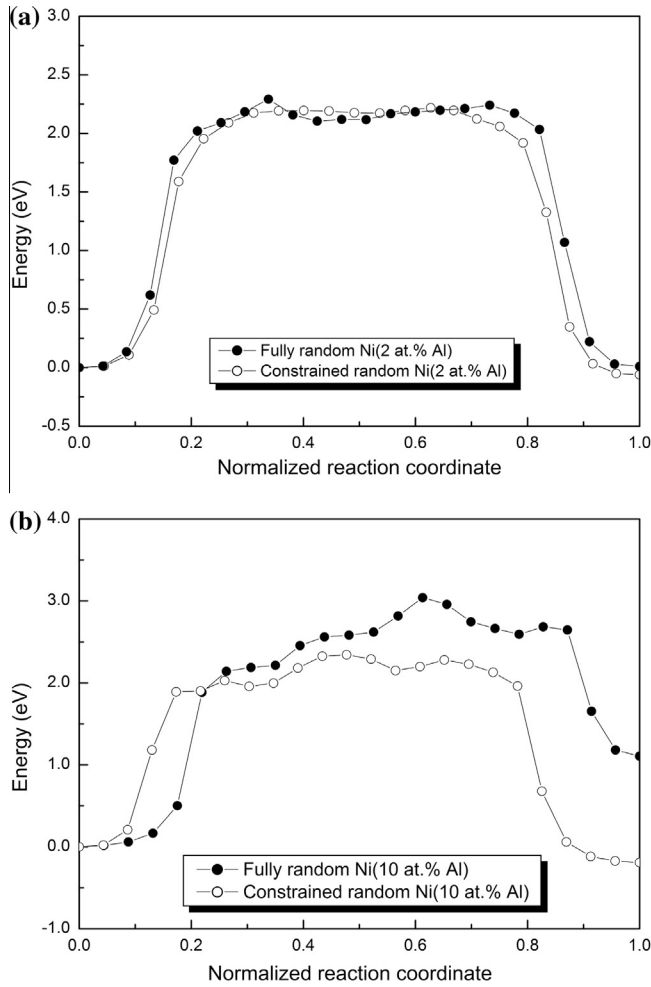 (a)
3.0
2.5
2.0
1.5
1.0
0.5
0.0
-0.5
Energy (eV)
Fully random Ni(2 at.% Al)
Constrained random Ni(2 at.% Al)
0.0 0.2 0.4 0.6 0.8 1.0
Normalized reaction coordinate
(b)
4.0
3.0
2.0
1.0
0.0
-1.0
Energy (eV)
Fully random Ni(10 at.% Al)
Constrained random Ni(10 at.% Al)
0.0 0.2 0.4 0.6 0.8 1.0
Normalized reaction coordinate